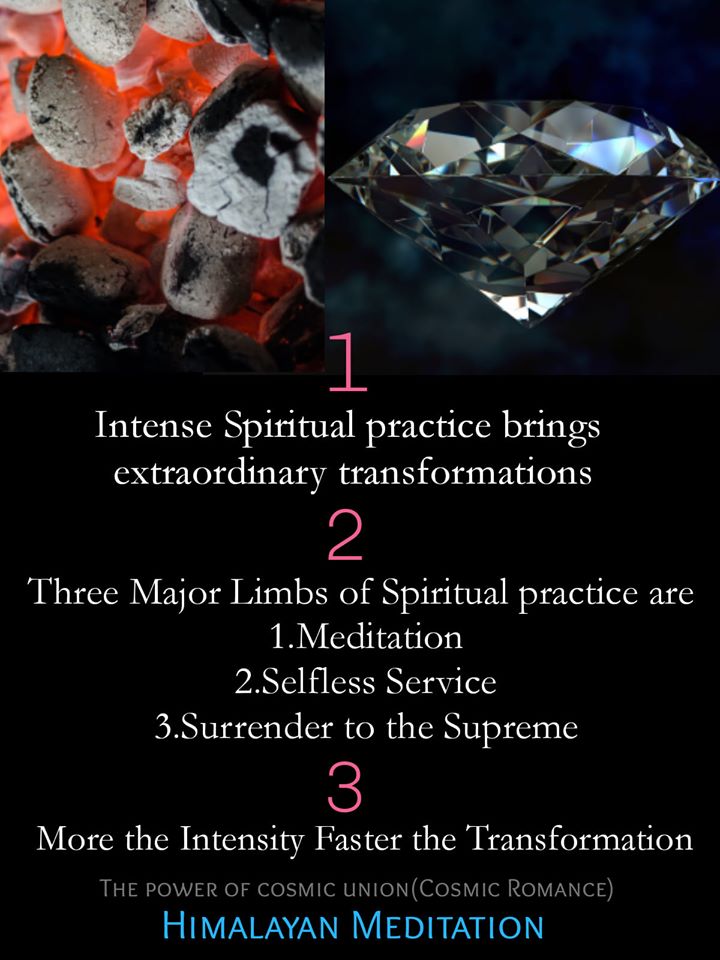 1
Intense Spiritual practice brings
extraordinary transformations
2
Three Major Limbs of Spiritual practice are
1.Meditation
2.Selfless Service
3.Surrender to the Supreme
3
More the Intensity Faster the Transformation
The power of cosmic union(Cosmic Romance)
Himalayan Meditation